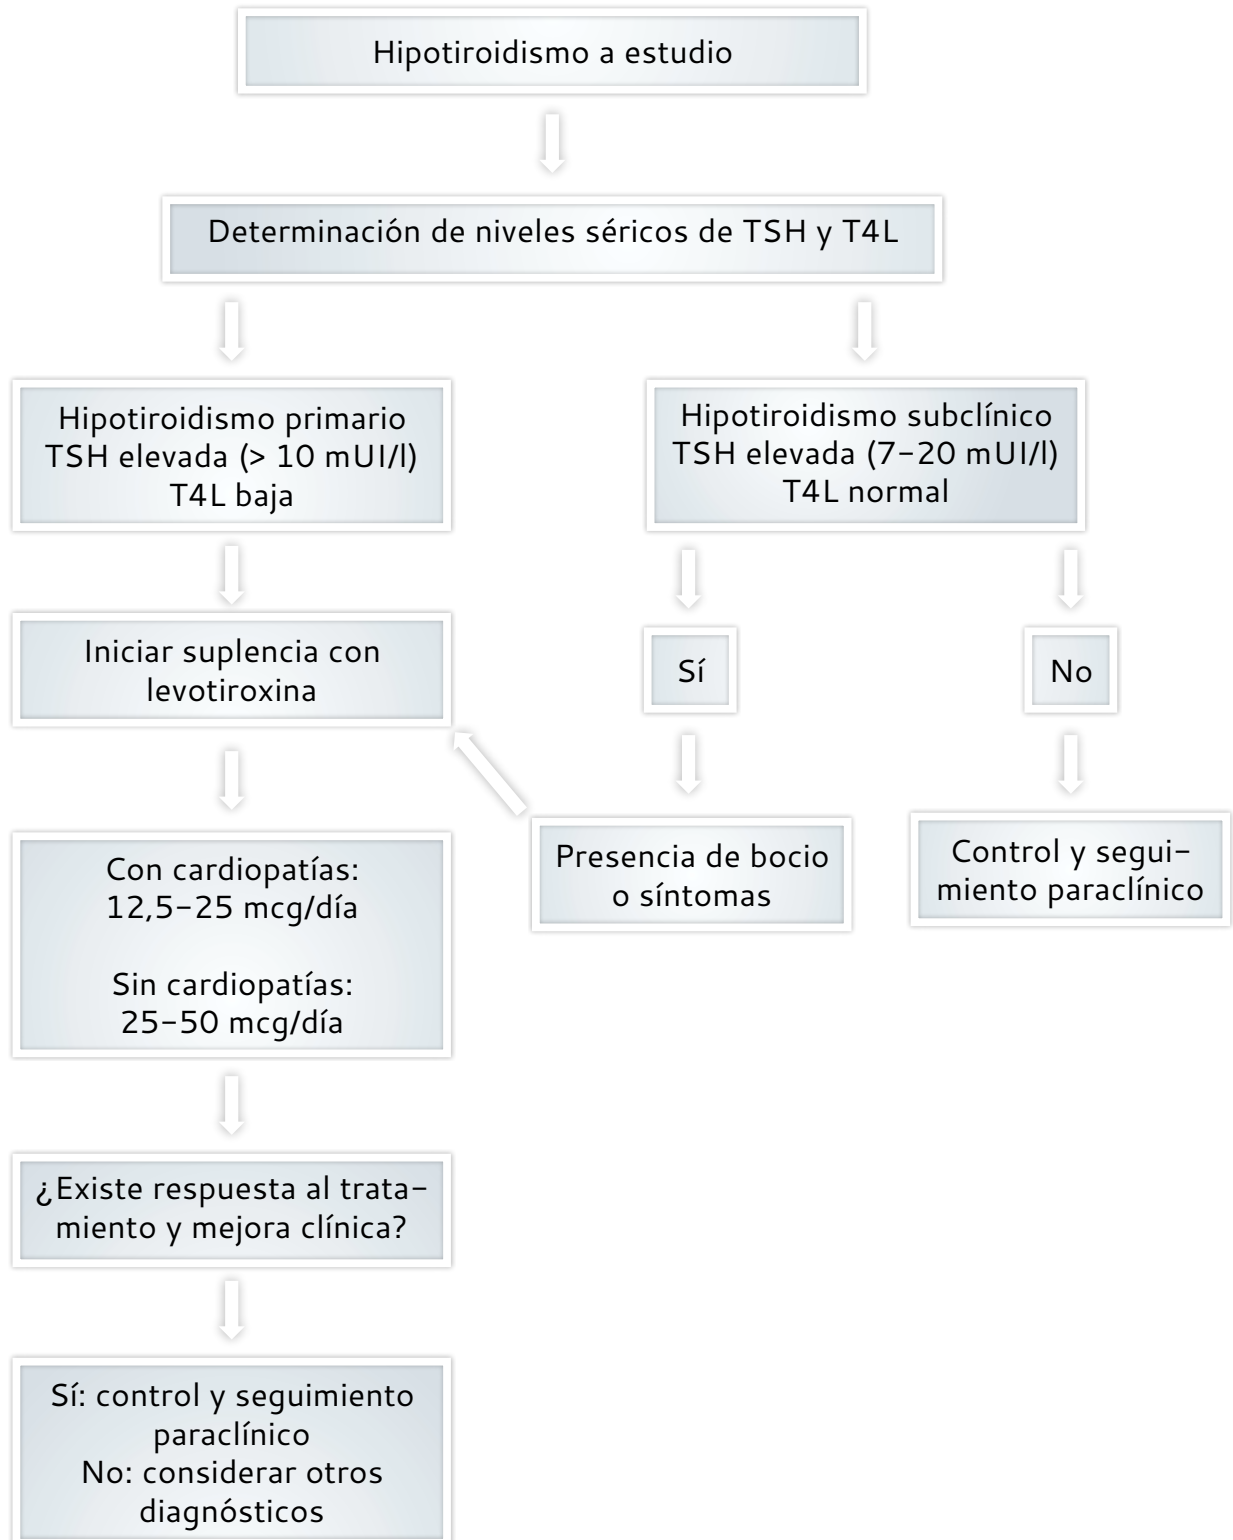 Hipotiroidismo a estudio
Determinación de niveles séricos de TSH y T4L
Hipotiroidismo primario
TSH elevada (> 10 mUI/l)
T4L baja
Hipotiroidismo subclínico
TSH elevada (7-20 mUI/l)
T4L normal
Iniciar suplencia con
levotiroxina
Sí
No
Con cardiopatías:
12,5-25 mcg/día
Sin cardiopatías:
25-50 mcg/día
Presencia de bocio
o síntomas
Control y segui-
miento paraclínico
¿Existe respuesta al trata-
miento y mejora clínica?
Sí: control y seguimiento
paraclínico
No: considerar otros
diagnósticos